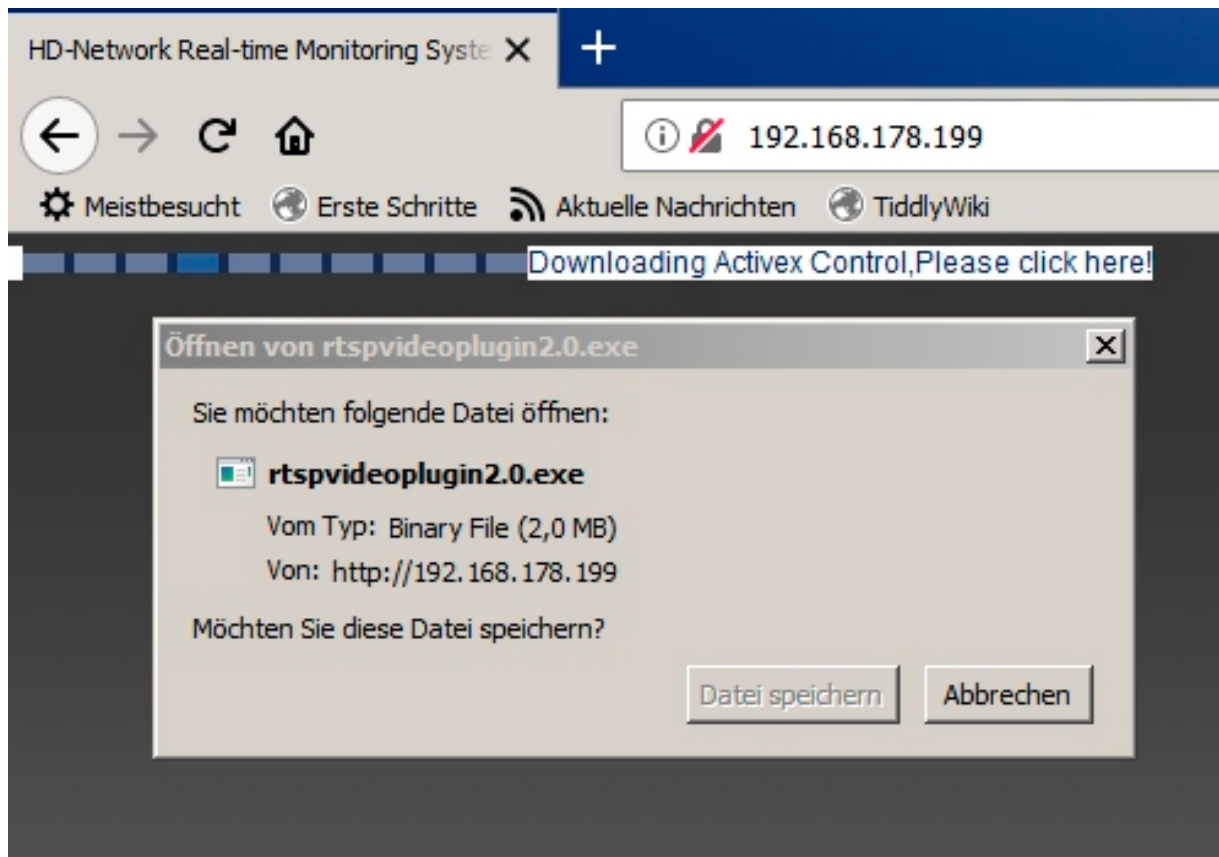 HD-Network Real-time Monitoring Syste
192.168.178.199
Meistbesucht Erste Schritte Aktuelle Nachrichten TiddlyWiki
Downloading Activex Control,Please click here!
Öffnen von rtspvideoplugin2.0.exe
Sie möchten folgende Datei öffnen:
rtspvideoplugin2.0.exe
Vom Typ: Binary File (2,0 MB)
Von: http://192.168.178.199
Möchten Sie diese Datei speichern?
Datei speichern Abbrechen